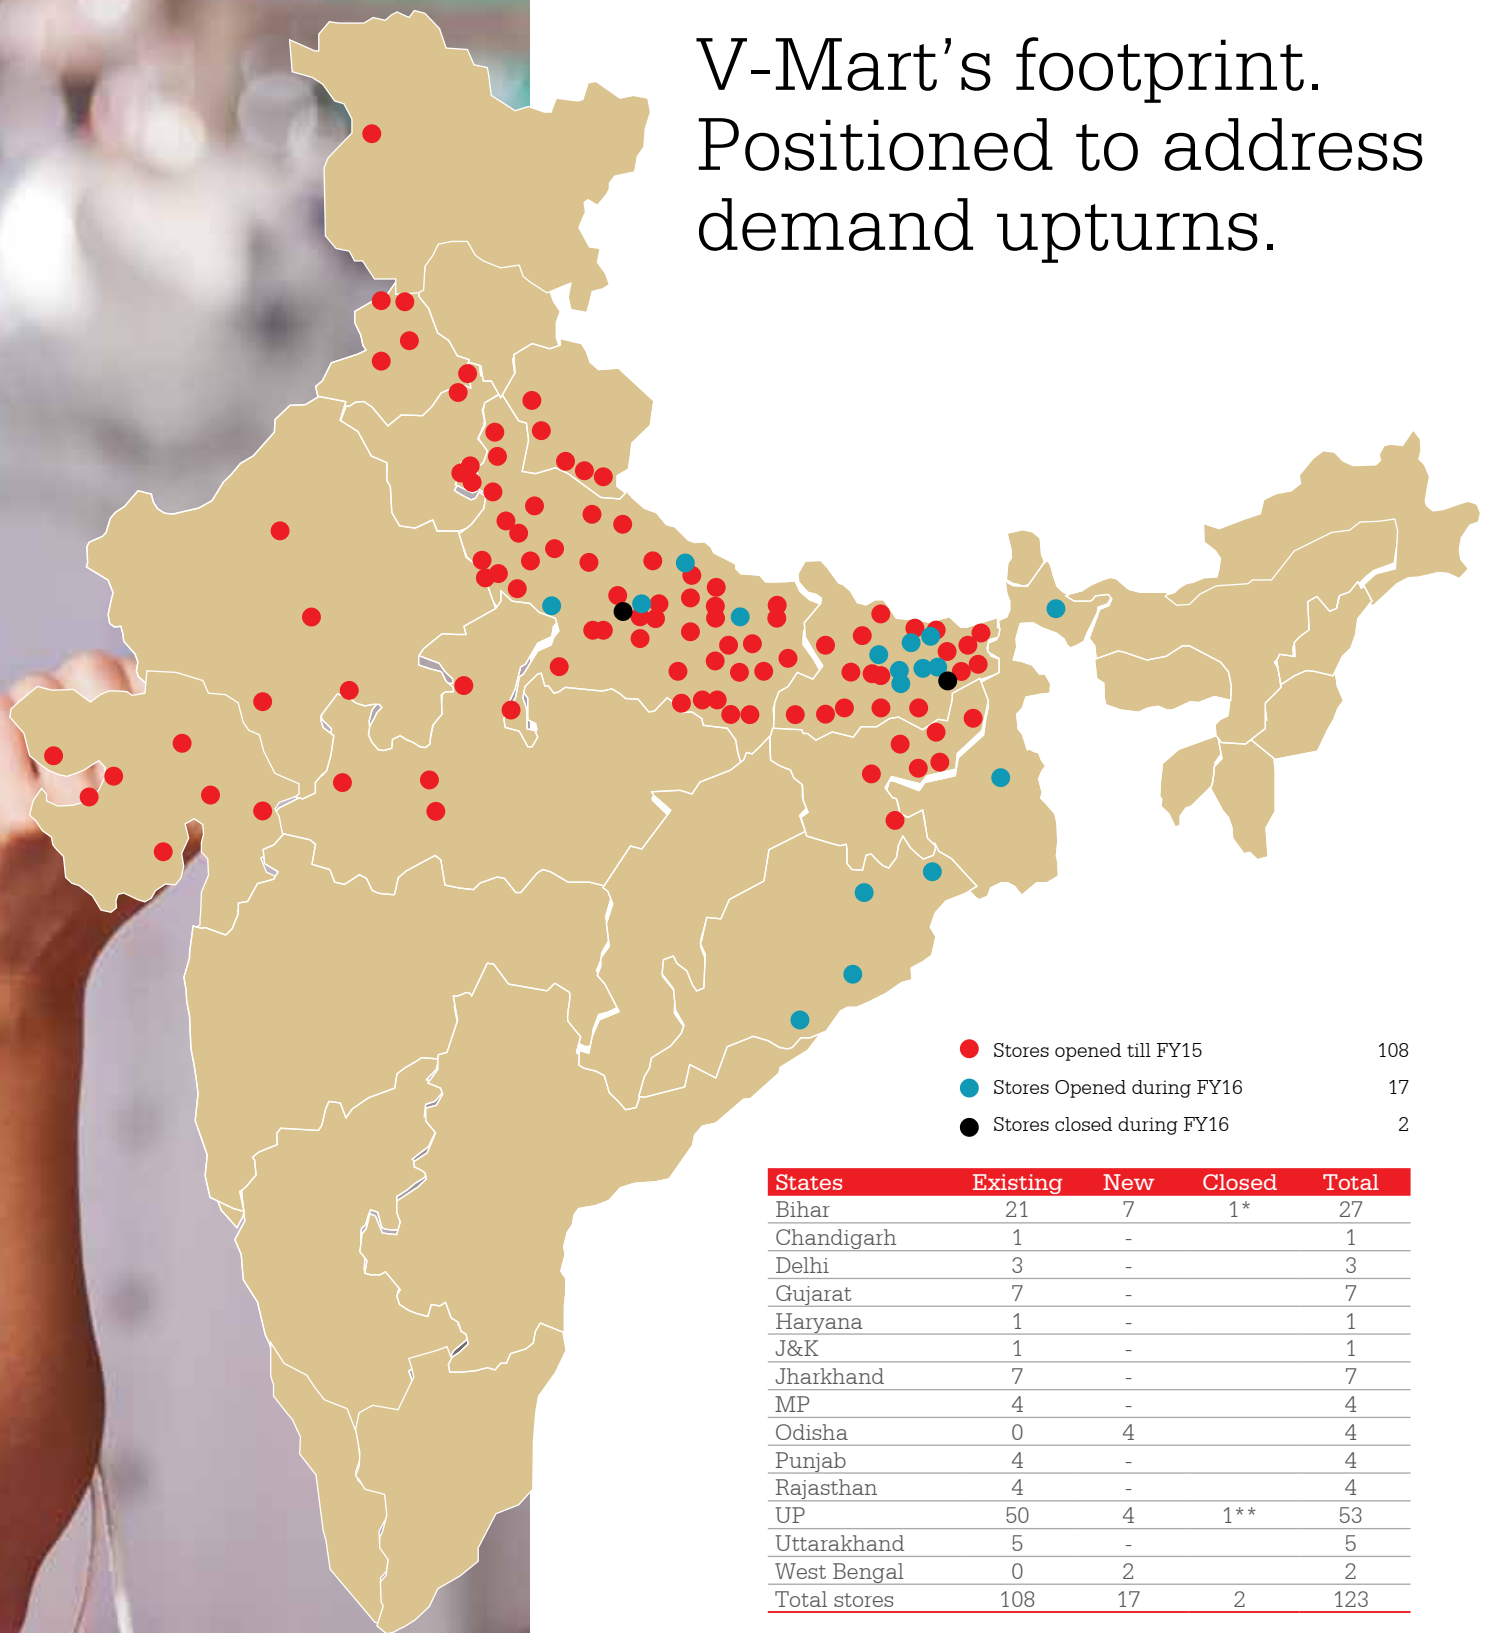 V-Mart’s footprint.
Positioned to address
demand upturns.
Stores opened till FY15 108
Stores Opened during FY16 17
Stores closed during FY16 2
States Existing New Closed Total
Bihar 21 7 1* 27
Chandigarh 1 - 1
Delhi 3 - 3
Gujarat 7 - 7
Haryana 1 - 1
J&K 1 - 1
Jharkhand 7 - 7
MP 4 - 4
Odisha 0 4 4
Punjab 4 - 4
Rajasthan 4 - 4
UP 50 4 1** 53
Uttarakhand 5 - 5
West Bengal 0 2 2
Total stores 108 17 2 123